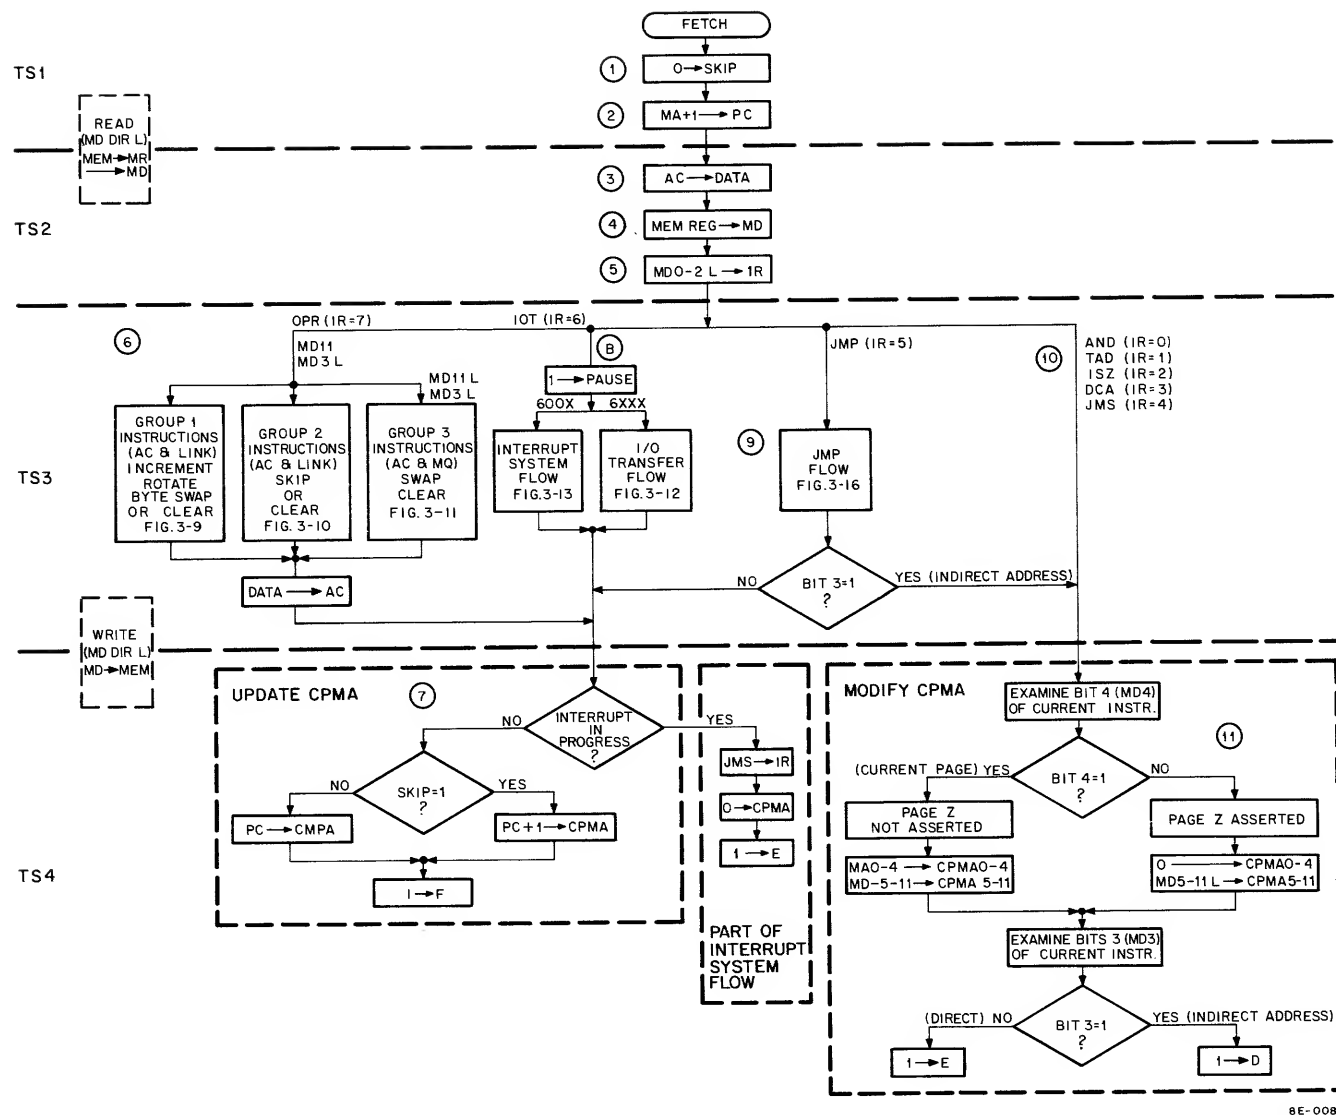 FETCH
TS1
1
0→SKIP
2
MA+1→PC
READ
(MD DIR L)
MEM→MR
→MD
3
AC→DATA
TS2
4
MEM REG→MD
5
MD0-2 L→1R
6
OPR (IR=7)
MD11
MD3 L
MD11 L
MD3 L
IOT (IR=6)
8
1→PAUSE
600X
6XXX
JMP (IR=5)
9
10
AND (IR=0)
TAD (IR=1)
ISZ (IR=2)
DCA (IR=3)
JMS (IR=4)
TS3
GROUP 1
INSTRUCTIONS
(AC & LINK)
INCREMENT
ROTATE
BYTE SWAP
OR CLEAR
FIG. 3-9
GROUP 2
INSTRUCTIONS
(AC & LINK)
SKIP
OR
CLEAR
FIG. 3-10
GROUP 3
INSTRUCTIONS
(AC & MQ)
SWAP
CLEAR
FIG. 3-11
INTERRUPT
SYSTEM
FLOW
FIG.3-13
I/O
TRANSFER
FLOW
FIG.3-12
JMP
FLOW
FIG.3-16
DATA→AC
NO
BIT 3=1
?
YES (INDIRECT ADDRESS)
WRITE
(MD DIR L)
MD→MEM
TS4
UPDATE CPMA
7
INTERRUPT
IN
PROGRESS
?
NO
YES
SKIP=1
?
NO
YES
PC→CMPA
PC+1→CPMA
1→F
JMS→IR
0→CPMA
1→E
PART OF
INTERRUPT
SYSTEM
FLOW
MODIFY CPMA
EXAMINE BIT 4 (MD4)
OF CURRENT INSTR.
11
(CURRENT PAGE) YES
BIT 4=1
?
NO
PAGE Z
NOT ASSERTED
PAGE Z ASSERTED
MA0-4→CPMA0-4
MD-5-11→CPMA 5-11
0→CPMA0-4
MD5-11 L→CPMA5-11
EXAMINE BITS 3 (MD3)
OF CURRENT INSTR.
(DIRECT) NO
BIT 3=1
?
YES (INDIRECT ADDRESS)
1→E
1→D
8E-008